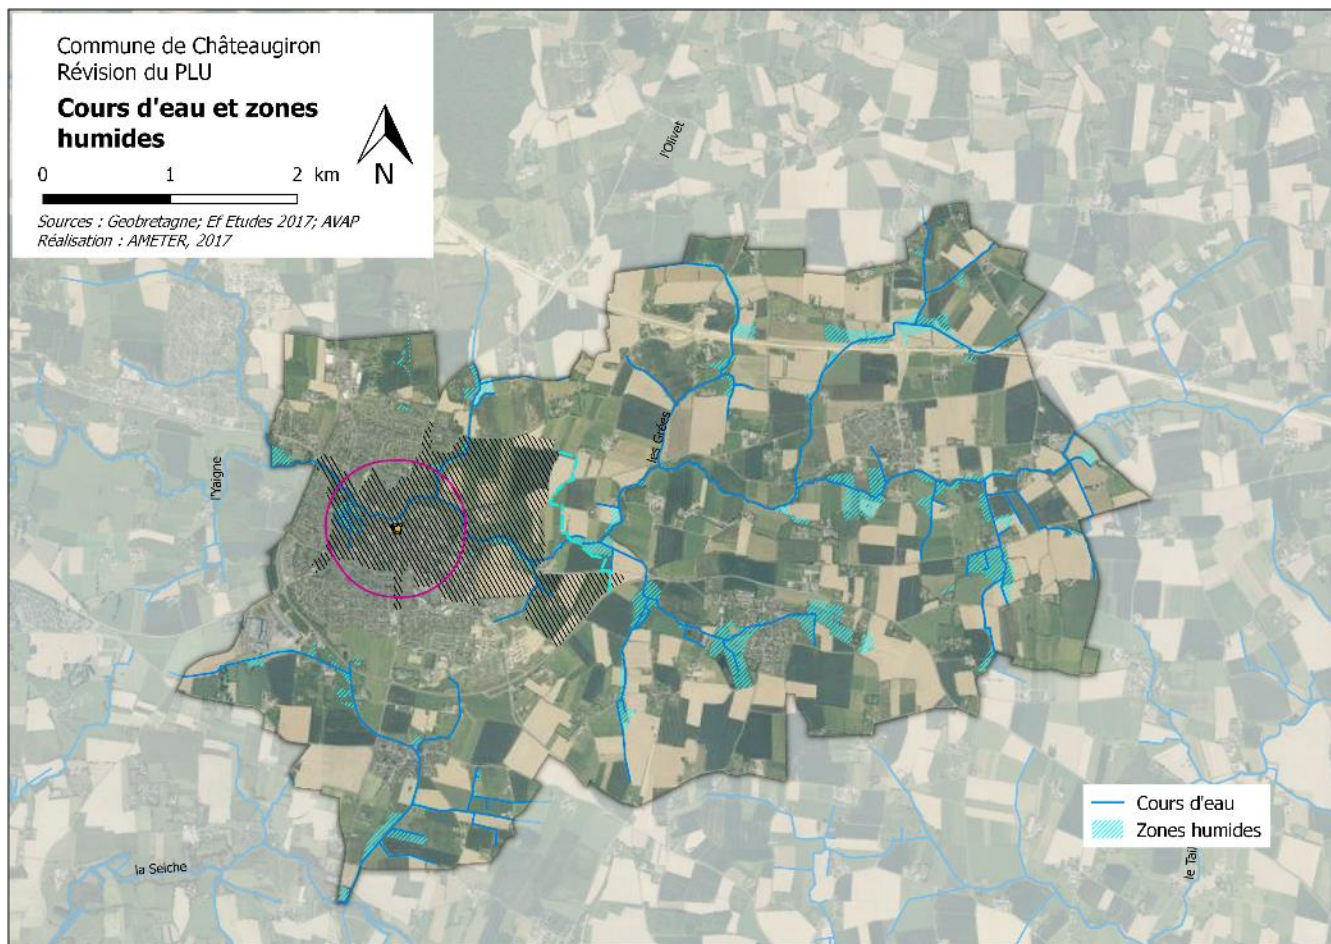 Commune de Châteaugiron
Révision du PLU
Cours d'eau et zones
humides
0 1 2 km
N
Sources : Geobretagne; Ef Etudes 2017; AVAP
Réalisation : AMETER, 2017
l'Olivet
les Grées
l'Yaigne
la Seiche
Cours d'eau
Zones humides